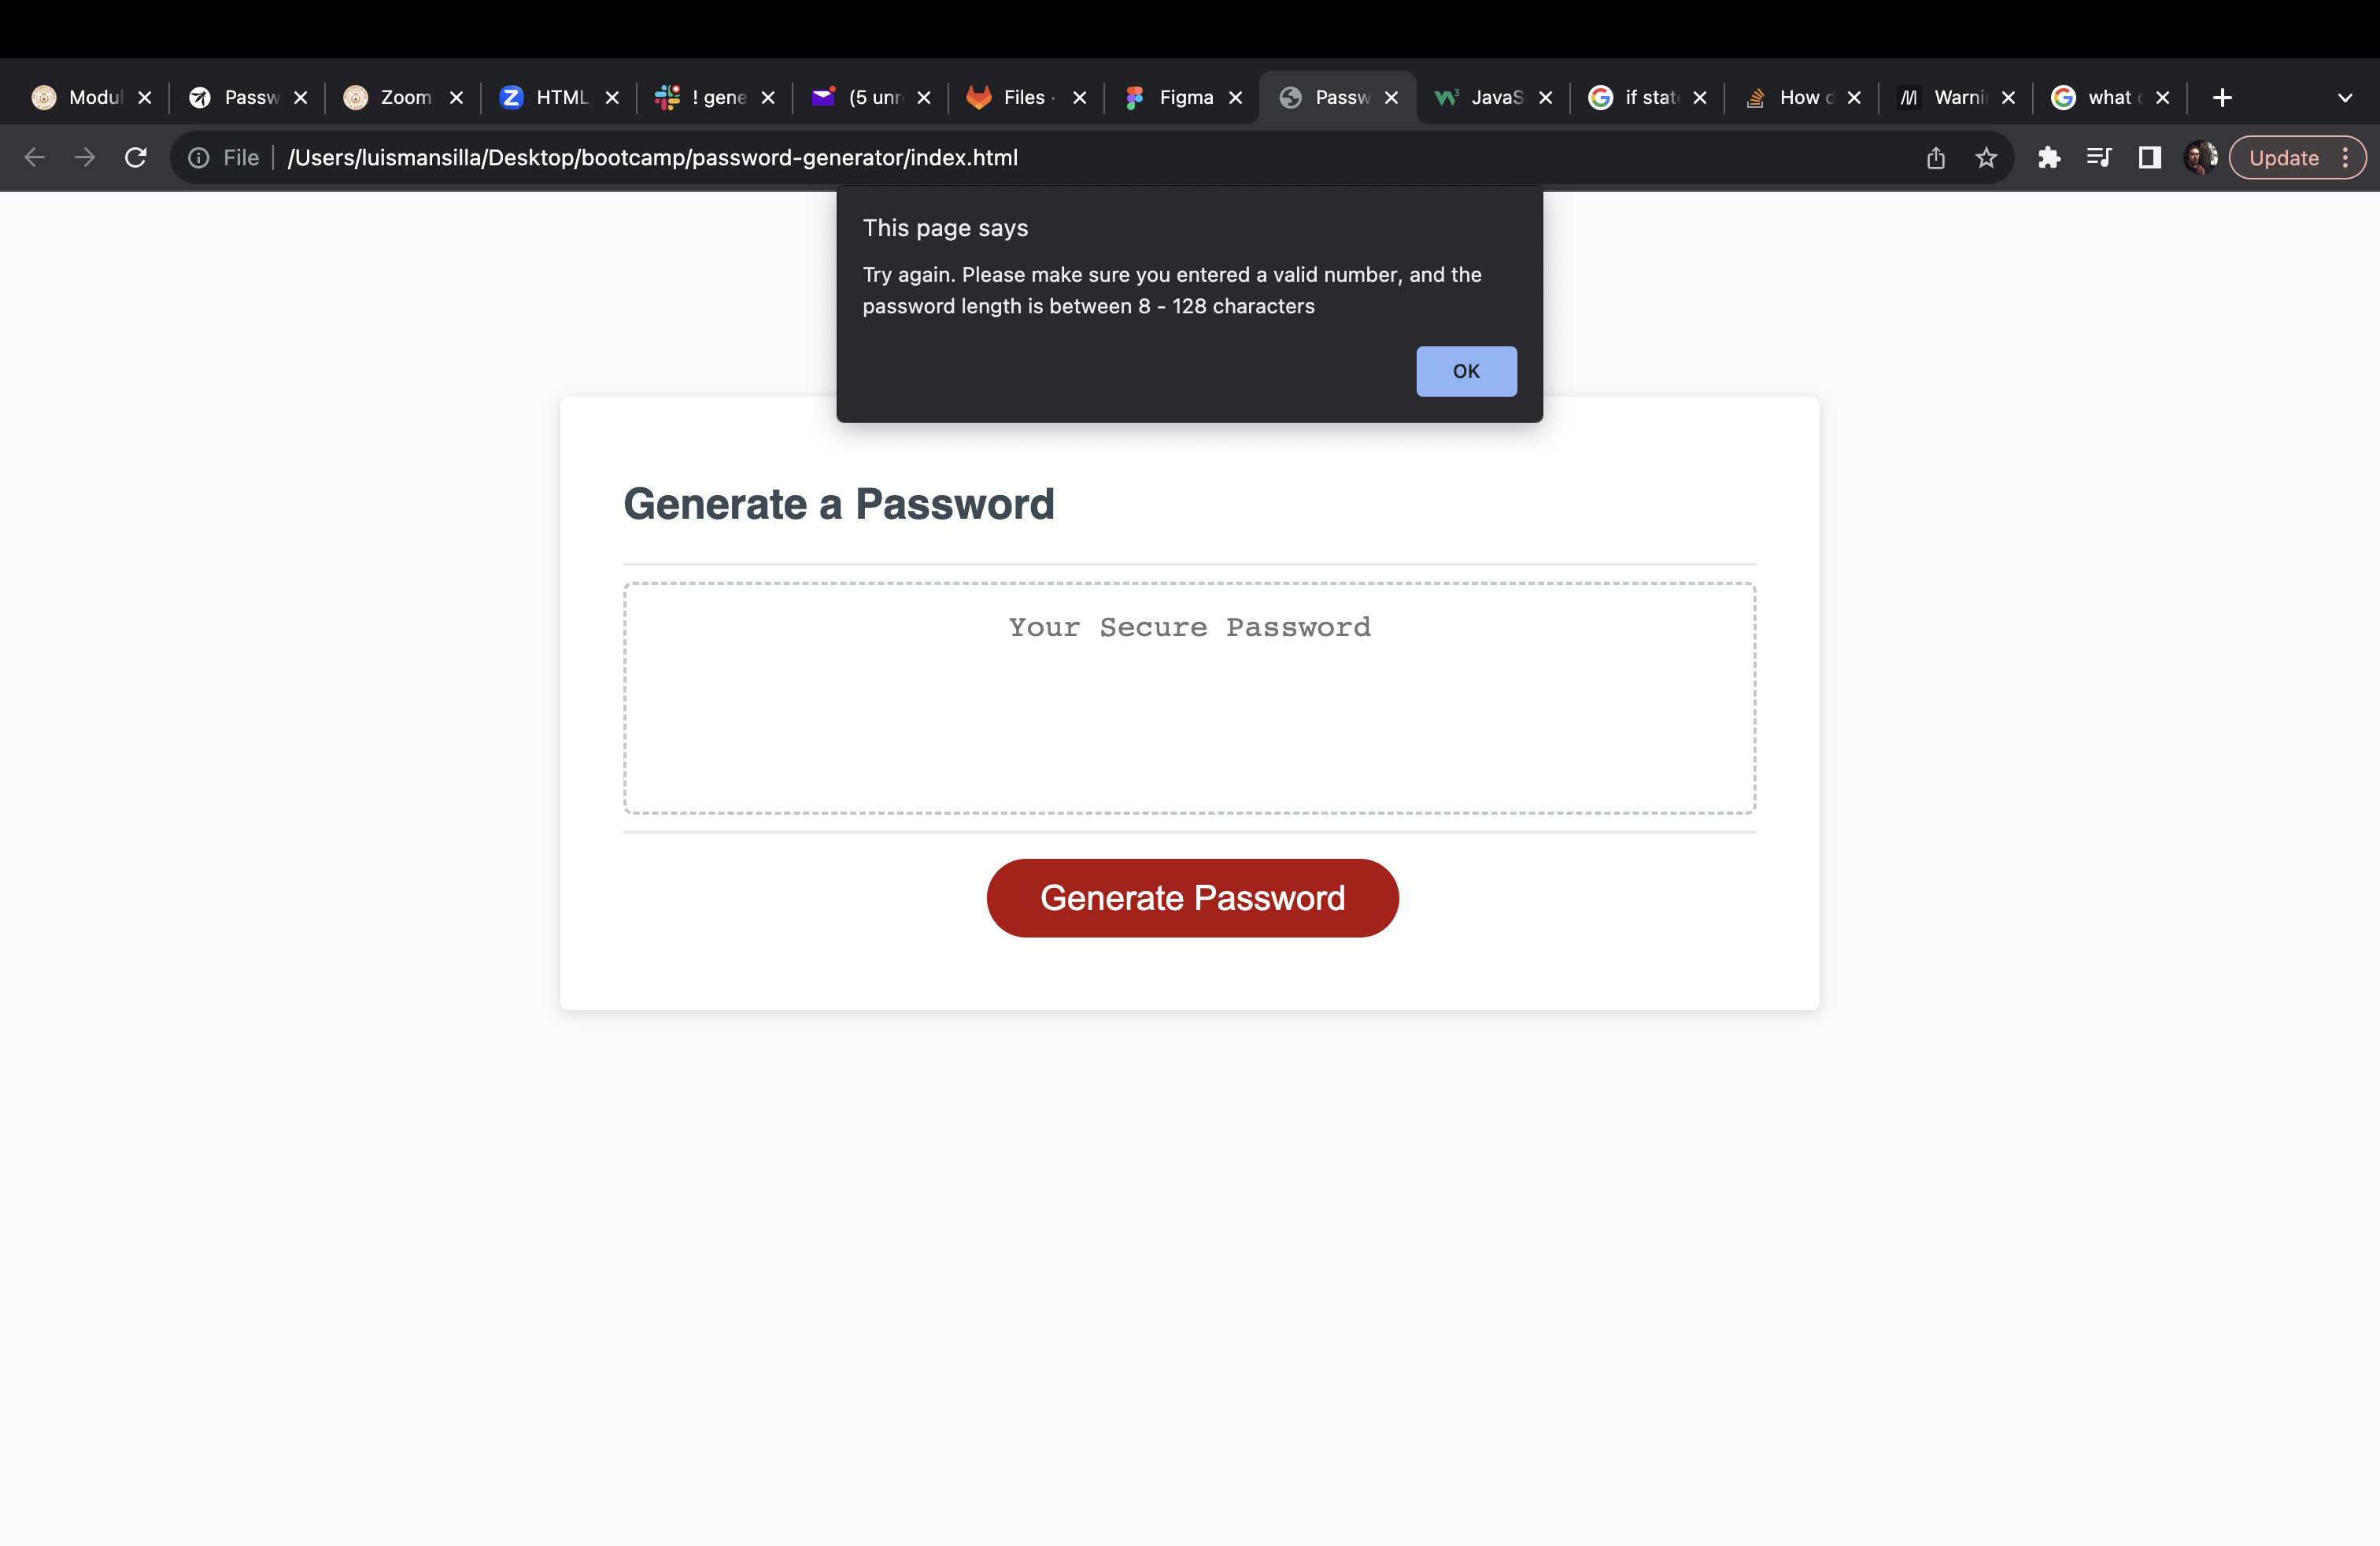 Modul Passw Zoom HTML, ! gene (5 unr Files · Figma Passw JavaS if stat How d Warni what
File /Users/luismansilla/Desktop/bootcamp/password-generator/index.html Update
This page says
Try again. Please make sure you entered a valid number, and the
password length is between 8 - 128 characters
OK
Generate a Password
Your Secure Password
Generate Password